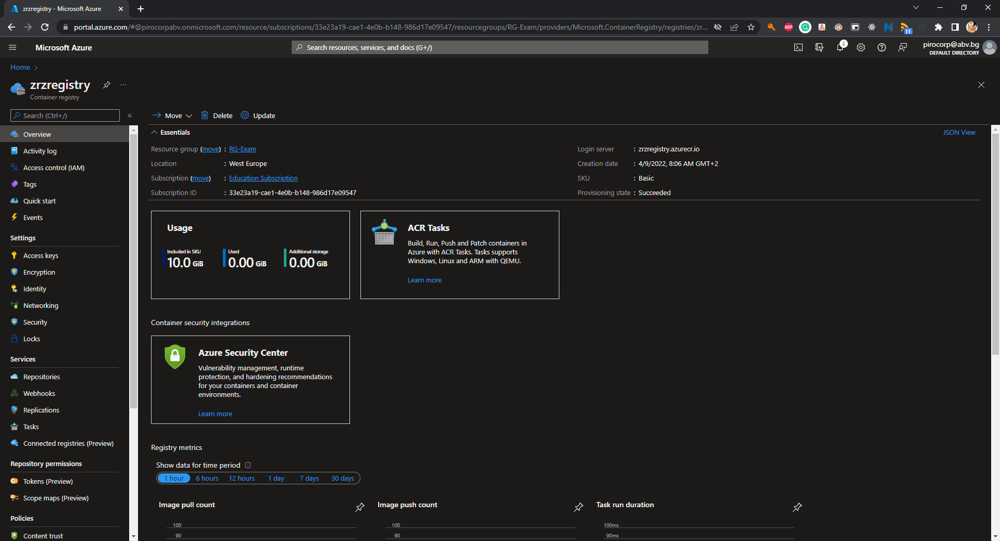 zrzregistry - Microsoft Azure
portal.azure.com/#@pirocorpabv.onmicrosoft.com/resource/subscriptions/33e23a19-cae1-4e0b-b148-986d17e09547/resourcegroups/RG-Exam/providers/Microsoft.ContainerRegistry/registries/zr...
ABP
11
Microsoft Azure
Search resources, services, and docs (G+/)
2
pirocorp@abv.bg
DEFAULT DIRECTORY
Home
zrzregistry
Container registry
Search (Ctrl+/)
Move
Delete
Update
Overview
Activity log
Access control (IAM)
Tags
Quick start
Events
Settings
Access keys
Encryption
Identity
Networking
Security
Locks
Services
Repositories
Webhooks
Replications
Tasks
Connected registries (Preview)
Repository permissions
Tokens (Preview)
Scope maps (Preview)
Policies
Content trust
Essentials
JSON View
Resource group (move) : RG-Exam
Location : West Europe
Subscription (move) : Education Subscription
Subscription ID : 33e23a19-cae1-4e0b-b148-986d17e09547
Login server : zrzregistry.azurecr.io
Creation date : 4/9/2022, 8:06 AM GMT+2
SKU : Basic
Provisioning state : Succeeded
Usage
Included in SKU
10.0 GiB
Used
0.00 GiB
Additional storage
0.00 GiB
ACR Tasks
Build, Run, Push and Patch containers in
Azure with ACR Tasks. Tasks supports
Windows, Linux and ARM with QEMU.
Learn more
Container security integrations
Azure Security Center
Vulnerability management, runtime
protection, and hardening recommendations
for your containers and container
environments.
Learn more
Registry metrics
Show data for time period
1 hour 6 hours 12 hours 1 day 7 days 30 days
Image pull count
100
90
Image push count
100
90
Task run duration
100ms
90ms